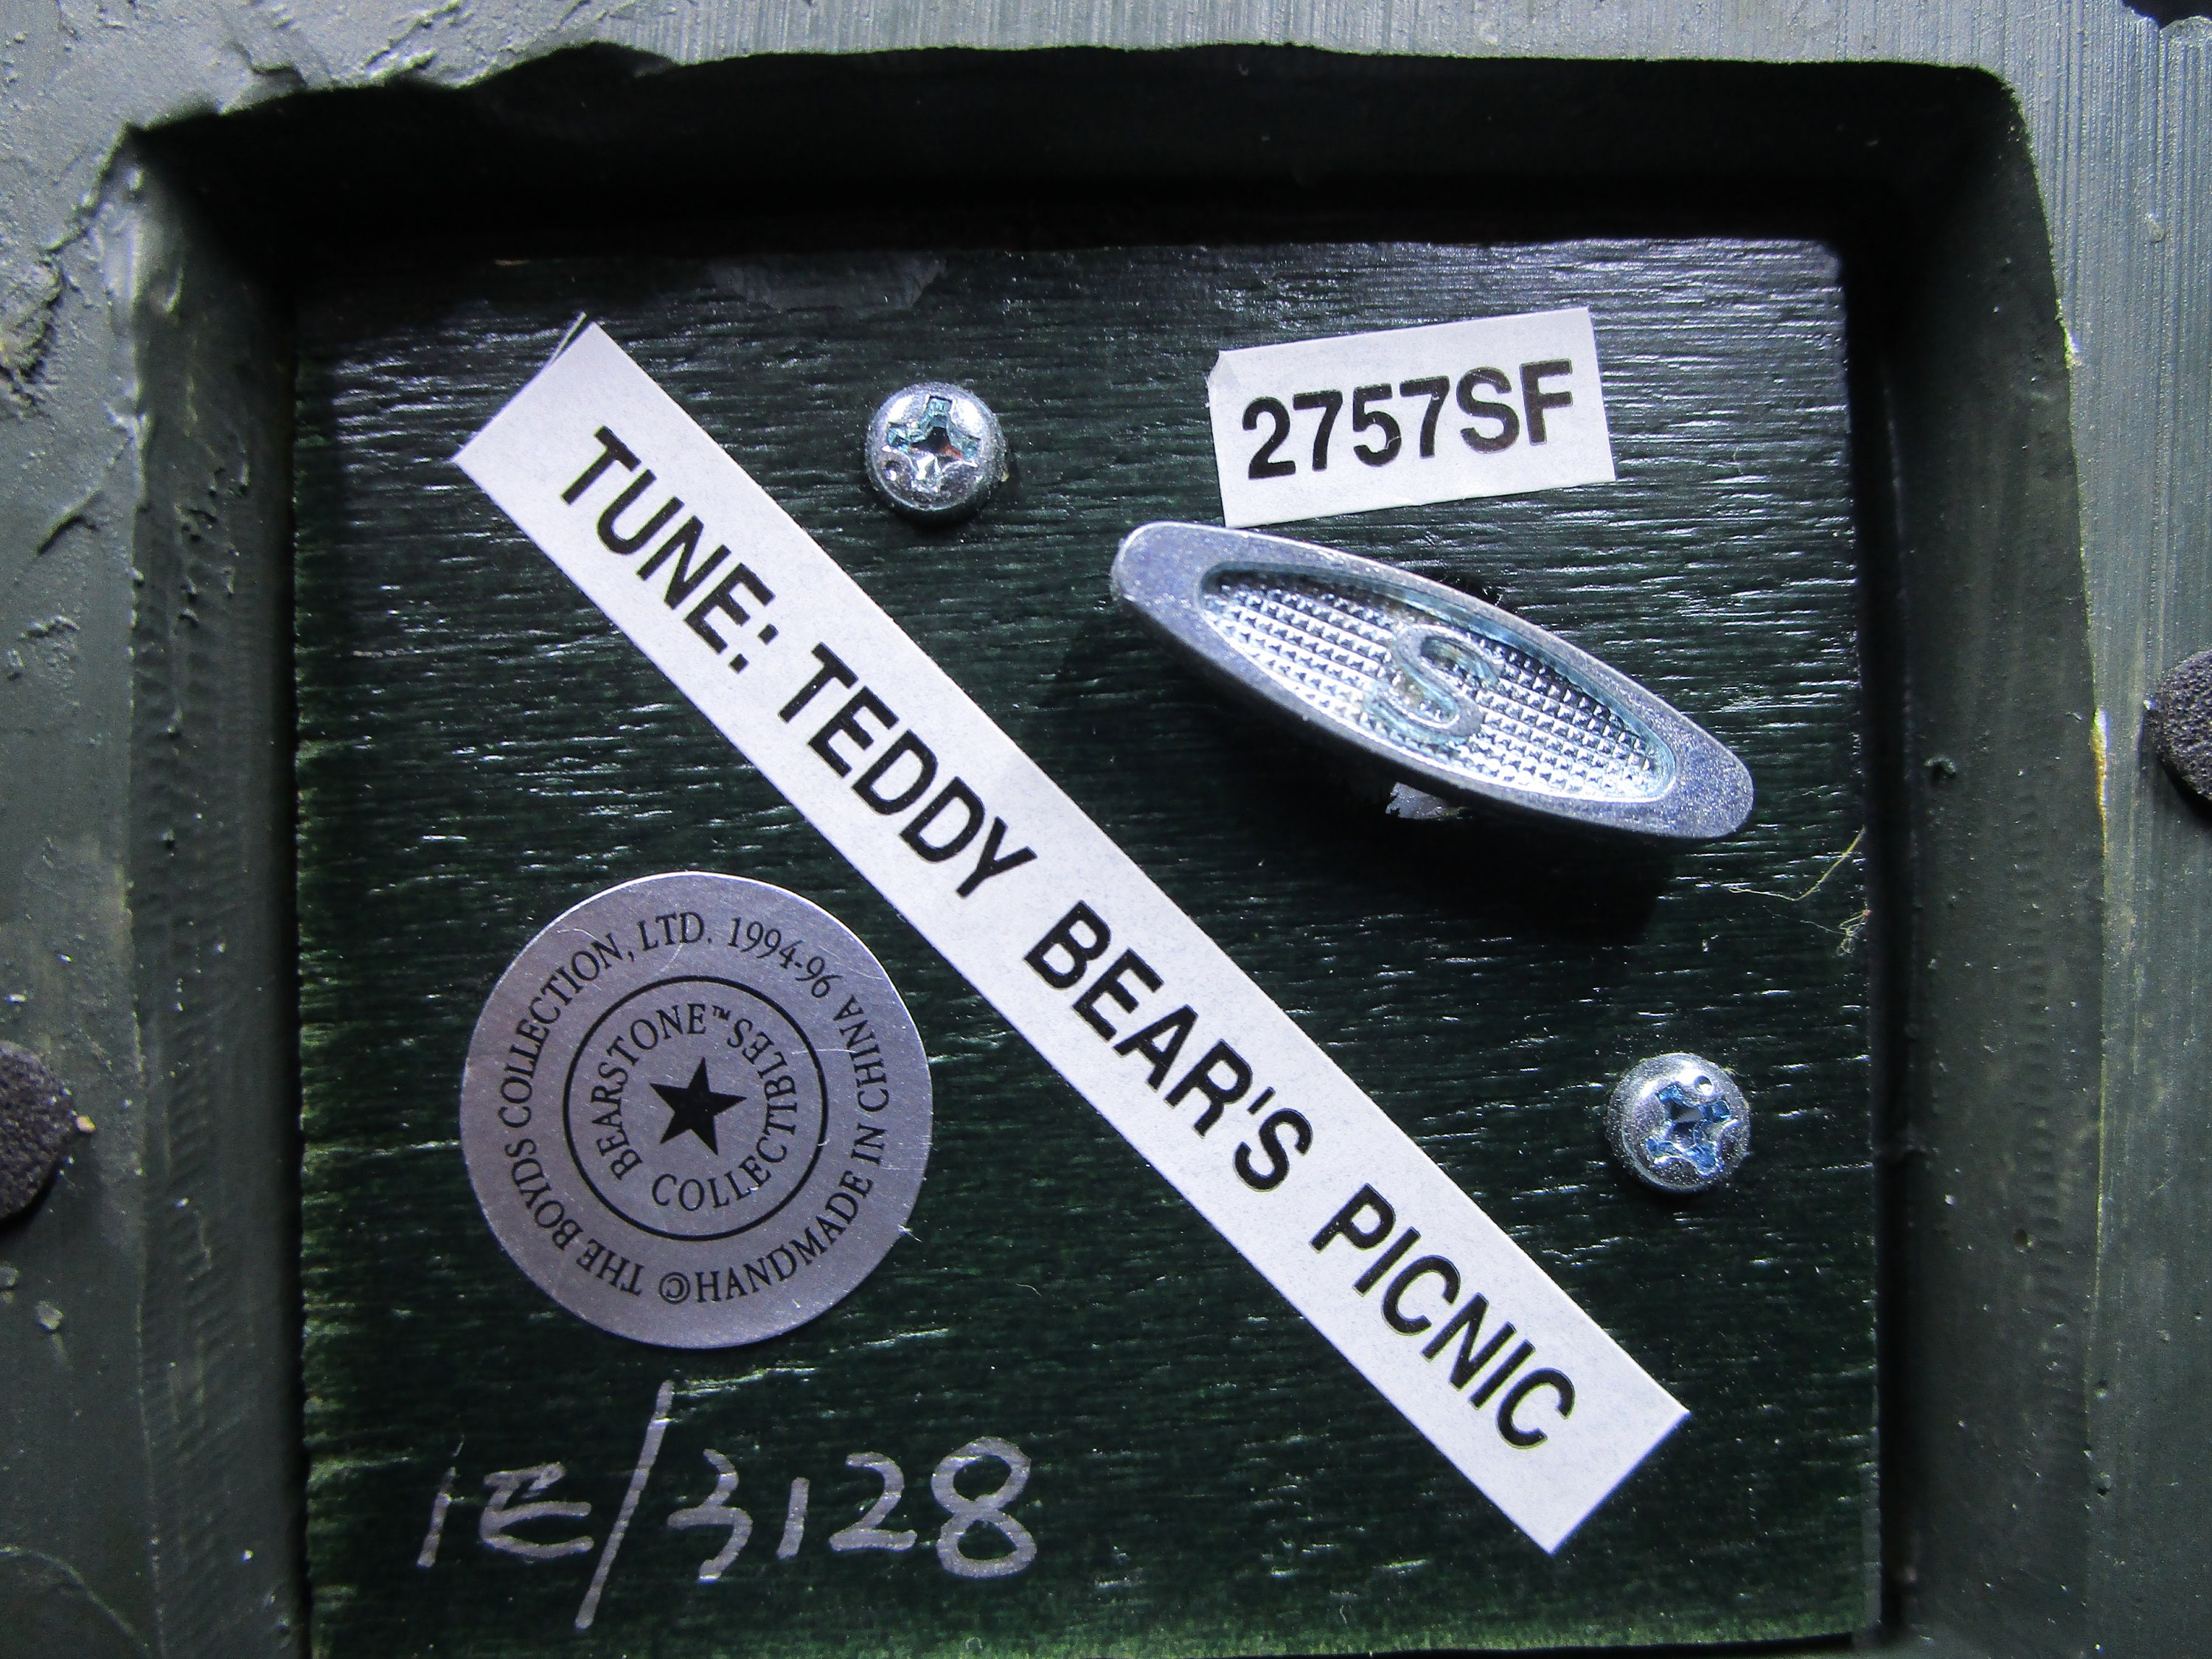 2757SF
TUNE: TEDDY BEAR'S PICNIC
S
THE BOYDS COLLECTION, LTD. 1994-96 ©HANDMADE IN CHINA
BEARSTONE™ COLLECTIBLES
1E/3128